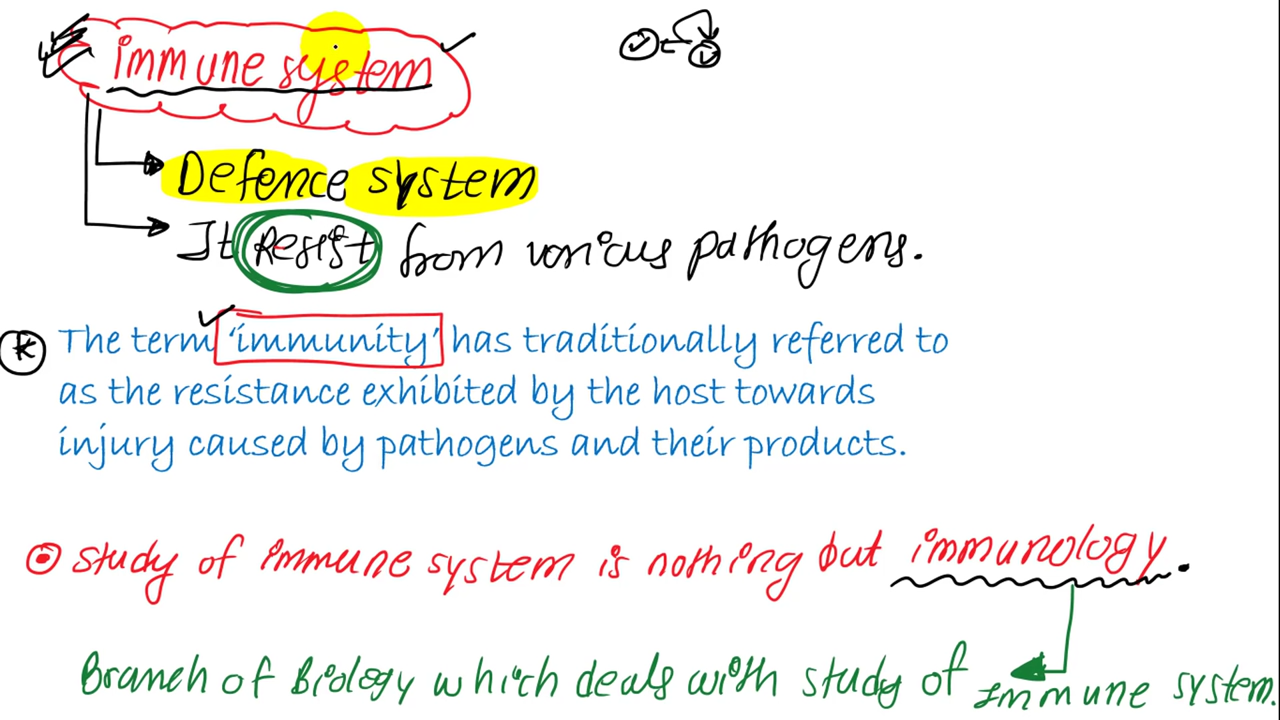 immune system
Defence system
It Resist from various pathogens.
The term 'immunity' has traditionally referred to
as the resistance exhibited by the host towards
injury caused by pathogens and their products.
study of immune system is nothing but immunology.
Branch of Biology which deals with study of immune system.